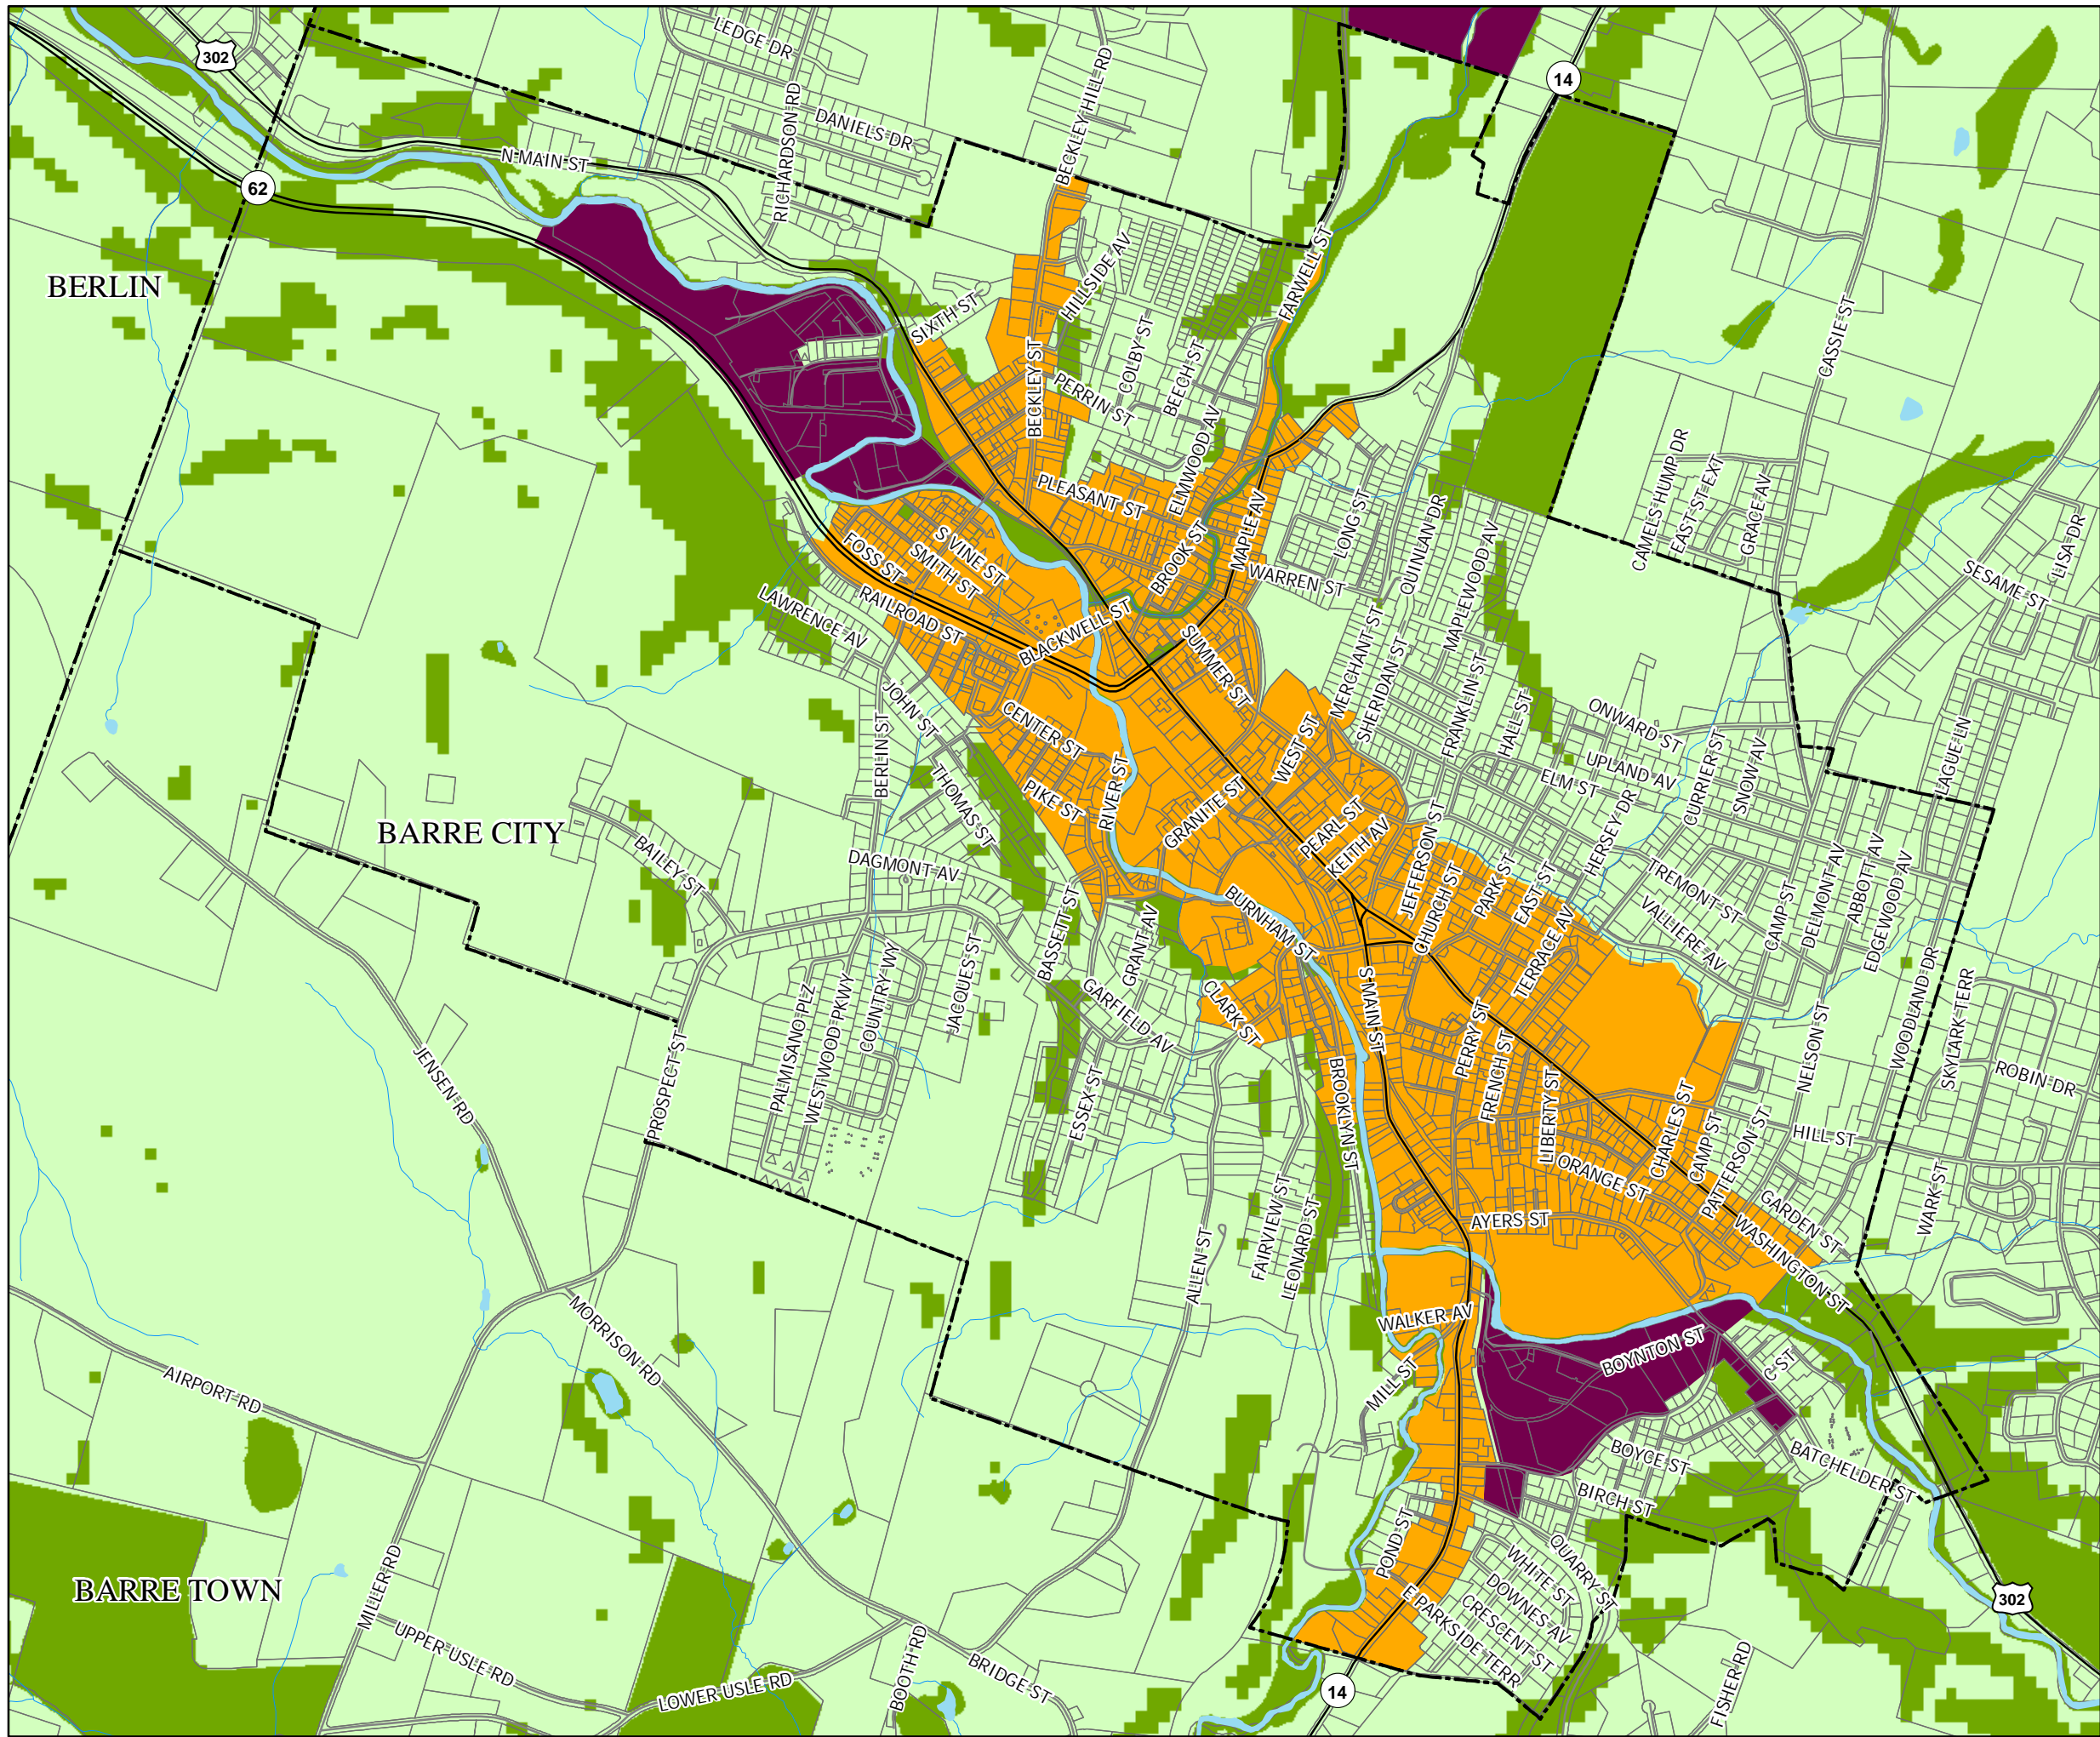 302
LEDGE DR
14
BECKLEY HILL RD
RICHARDSON RD
DANIELS DR
N MAIN ST
62
BERLIN
HILLSIDE AV
FARWELL ST
SIXTH ST
CASSIE ST
COLBY ST
BEECH ST
BECKLEY ST
PERRIN ST
ELMWOOD AV
CAMELS HUMP DR
EAST ST EXT
GRACE AV
PLEASANT ST
LONG ST
QUINLAN DR
MAPLE AV
MAPLEWOOD AV
LISA DR
S VINE ST
SMITH ST
FOSS ST
BROOK ST
WARREN ST
SESAME ST
LAWRENCE AV
RAILROAD ST
BLACKWELL ST
SUMMER ST
MERCHANT ST
SHERIDAN ST
FRANKLIN ST
HALL ST
JOHN ST
BERLIN ST
CENTER ST
WEST ST
ONWARD ST
UPLAND AV
ELM ST
CURRIER ST
SNOW AV
LAGUE LN
THOMAS ST
PIKE ST
RIVER ST
GRANITE ST
PEARL ST
KEITH AV
HERSEY DR
BARRE CITY
BAILEY ST
DAGMONT AV
JEFFERSON ST
CHURCH ST
PARK ST
EAST ST
TREMONT ST
VALLIERE AV
CAMP ST
DELMONT AV
ABBOTT AV
EDGEWOOD AV
BASSETT ST
GRANT AV
BURNHAM ST
TERRACE AV
PALMISANO PLZ
WESTWOOD PKWY
COUNTRY WY
JACQUES ST
GARFIELD AV
CLARK ST
S MAIN ST
PERRY ST
FRENCH ST
WOODLAND DR
SKYLARK TERR
NELSON ST
ROBIN DR
JENSEN RD
PROSPECT ST
ESSEX ST
BROOKLYN ST
LIBERTY ST
CHARLES ST
CAMP ST
PATTERSON ST
HILL ST
ORANGE ST
WARK ST
AYERS ST
GARDEN ST
WASHINGTON ST
ALLEN ST
FAIRVIEW ST
LEONARD ST
MORRISON RD
AIRPORT RD
WALKER AV
MILL ST
BOYNTON ST
C ST
BOYCE ST
BATCHELDER ST
BIRCH ST
POND ST
QUARRY ST
WHITE ST
DOWNES AV
CRESCENT ST
E PARKSIDE TERR
BARRE TOWN
MILLER RD
UPPER USLE RD
LOWER USLE RD
BOOTH RD
BRIDGE ST
302
14
FISHER RD